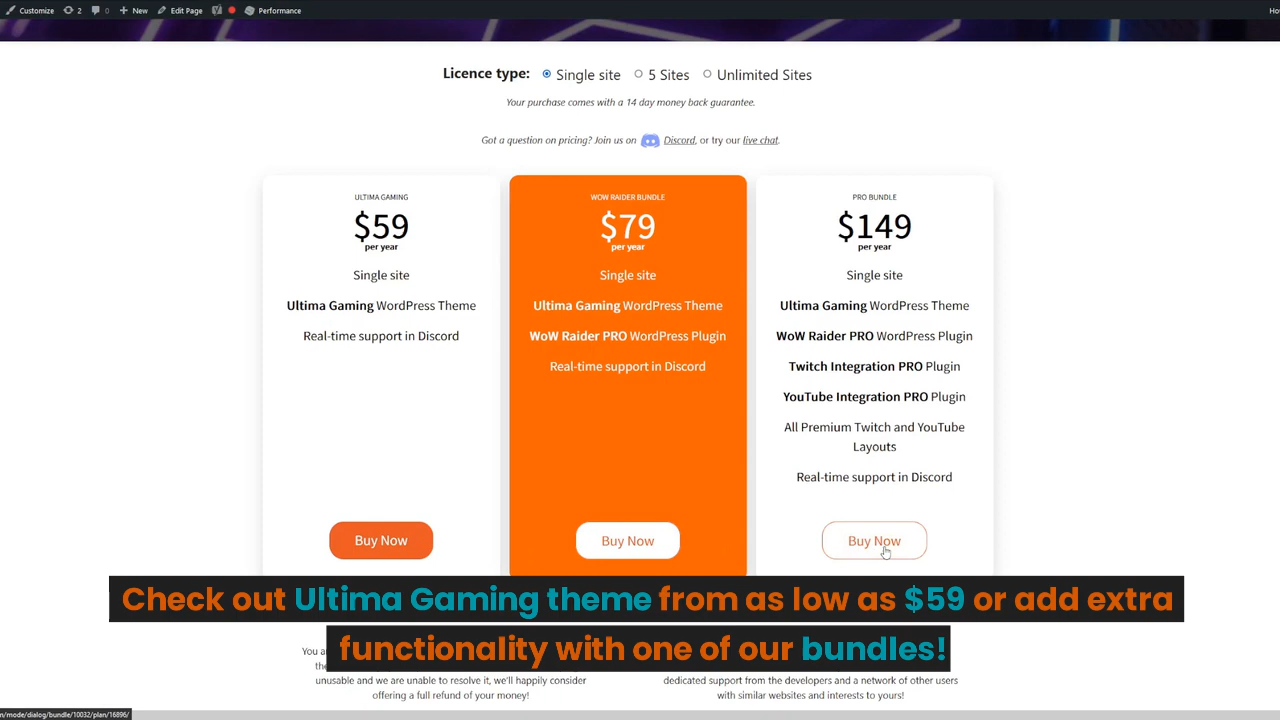 Customize 2 0 New Edit Page Performance Ho
Licence type: Single site 5 Sites Unlimited Sites
Your purchase comes with a 14 day money back guarantee.
Got a question on pricing? Join us on Discord, or try our live chat.
ULTIMA GAMING
$59
per year
Single site
Ultima Gaming WordPress Theme
Real-time support in Discord
Buy Now
WOW RAIDER BUNDLE
$79
per year
Single site
Ultima Gaming WordPress Theme
WoW Raider PRO WordPress Plugin
Real-time support in Discord
Buy Now
PRO BUNDLE
$149
per year
Single site
Ultima Gaming WordPress Theme
WoW Raider PRO WordPress Plugin
Twitch Integration PRO Plugin
YouTube Integration PRO Plugin
All Premium Twitch and YouTube
Layouts
Real-time support in Discord
Buy Now
Check out Ultima Gaming theme from as low as $59 or add extra
functionality with one of our bundles!
unusable and we are unable to resolve it, we'll happily consider
offering a full refund of your money!
dedicated support from the developers and a network of other users
with similar websites and interests to yours!
n/mode/dialog/bundle/10032/plan/16896/